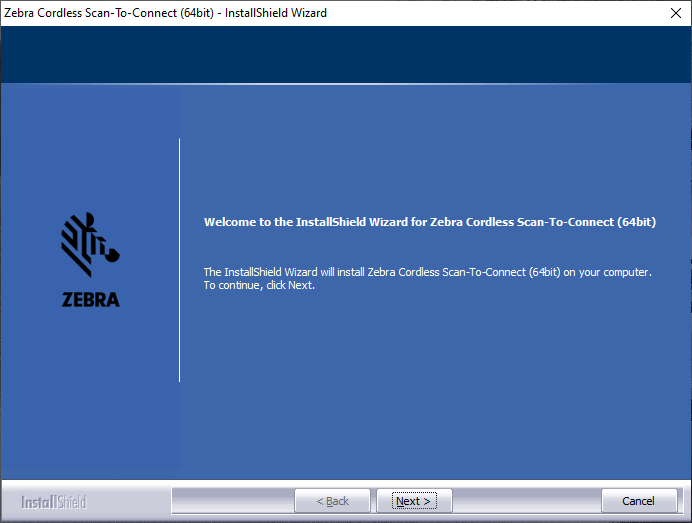 Zebra Cordless Scan-To-Connect (64bit) - InstallShield Wizard
Welcome to the InstallShield Wizard for Zebra Cordless Scan-To-Connect (64bit)
The InstallShield Wizard will install Zebra Cordless Scan-To-Connect (64bit) on your computer.
To continue, click Next.
ZEBRA
InstallShield
< Back
Next >
Cancel